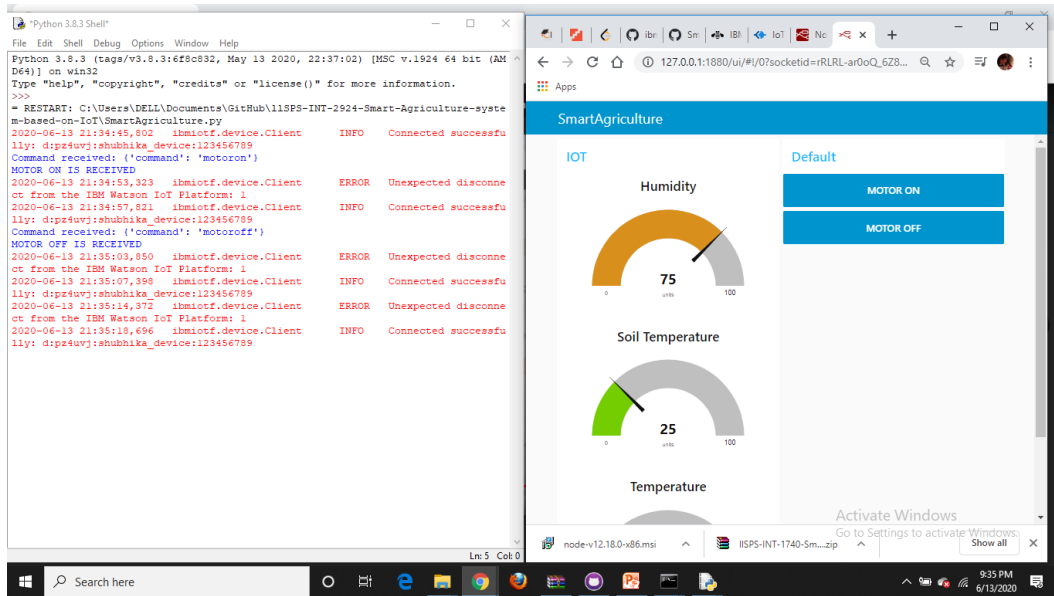 *Python 3.8.3 Shell*
File Edit Shell Debug Options Window Help
Python 3.8.3 (tags/v3.8.3:6f8c832, May 13 2020, 22:37:02) [MSC v.1924 64 bit (AM
D64)] on win32
Type "help", "copyright", "credits" or "license()" for more information.
>>>
= RESTART: C:\Users\DELL\Documents\GitHub\llSPS-INT-2924-Smart-Agriculture-syste
m-based-on-IoT\SmartAgriculture.py
2020-06-13 21:34:45,802 ibmiotf.device.Client INFO Connected successfu
lly: d:pz4uvj:shubhika_device:123456789
Command received: {'command': 'motoron'}
MOTOR ON IS RECEIVED
2020-06-13 21:34:53,323 ibmiotf.device.Client ERROR Unexpected disconne
ct from the IBM Watson IoT Platform: 1
2020-06-13 21:34:57,821 ibmiotf.device.Client INFO Connected successfu
lly: d:pz4uvj:shubhika_device:123456789
Command received: {'command': 'motoroff'}
MOTOR OFF IS RECEIVED
2020-06-13 21:35:03,850 ibmiotf.device.Client ERROR Unexpected disconne
ct from the IBM Watson IoT Platform: 1
2020-06-13 21:35:07,398 ibmiotf.device.Client INFO Connected successfu
lly: d:pz4uvj:shubhika_device:123456789
2020-06-13 21:35:14,372 ibmiotf.device.Client ERROR Unexpected disconne
ct from the IBM Watson IoT Platform: 1
2020-06-13 21:35:18,696 ibmiotf.device.Client INFO Connected successfu
lly: d:pz4uvj:shubhika_device:123456789
Ln: 5 Col: 0
ibn Sm IBN IoT No
127.0.0.1:1880/ui/#!/0?socketid=rRLRL-ar0oQ_6Z8...
Apps
SmartAgriculture
IOT
Humidity
75
0 units 100
Soil Temperature
25
0 units 100
Temperature
Default
MOTOR ON
MOTOR OFF
Activate Windows
Go to Settings to activate Windows.
node-v12.18.0-x86.msi
IISPS-INT-1740-Sm....zip
Show all
Type here
Search here
9:35 PM
6/13/2020